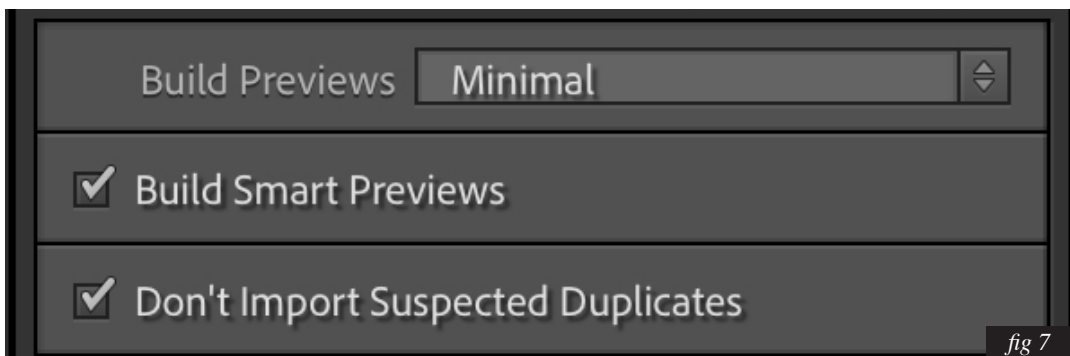 Build Previews Minimal
Build Smart Previews
Don't Import Suspected Duplicates
fig 7